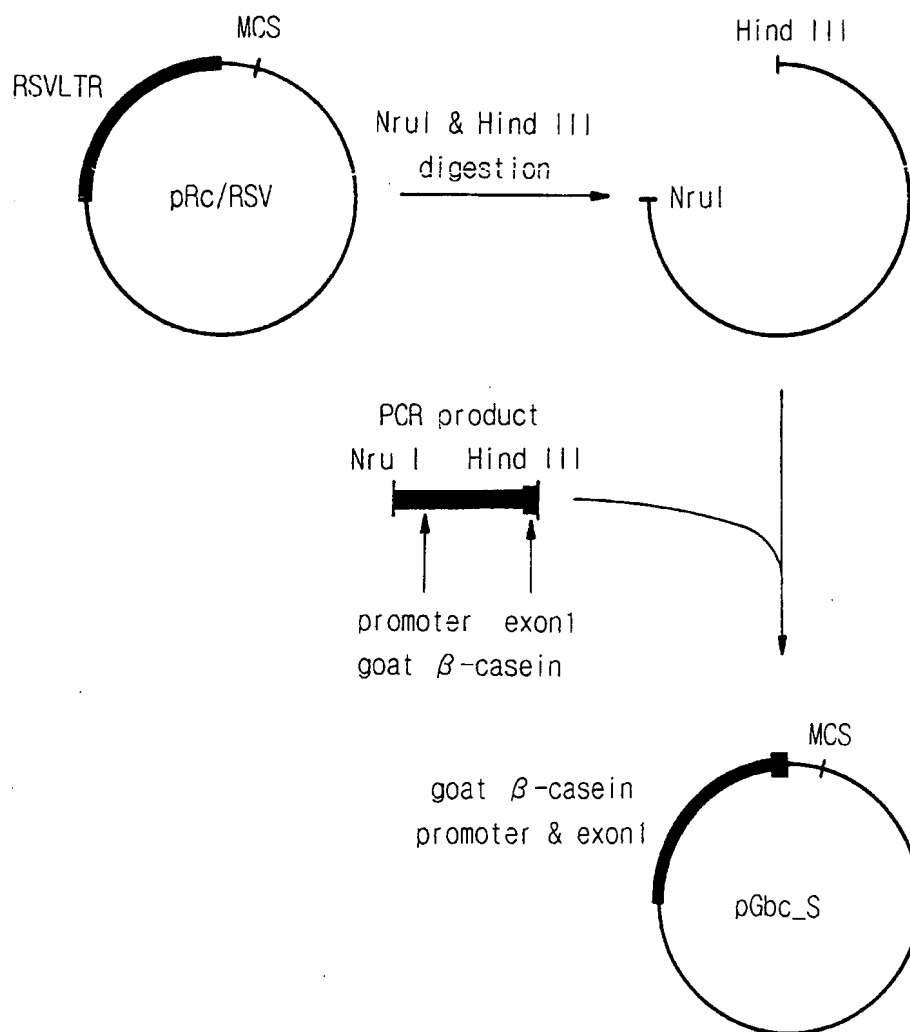 MCS
RSVLTR
pRc/RSV
NruI & Hind III
digestion
Hind III
NruI
PCR product
Nru I Hind III
promoter exon1
goat β-casein
MCS
goat β-casein
promoter & exon1
pGbc_S